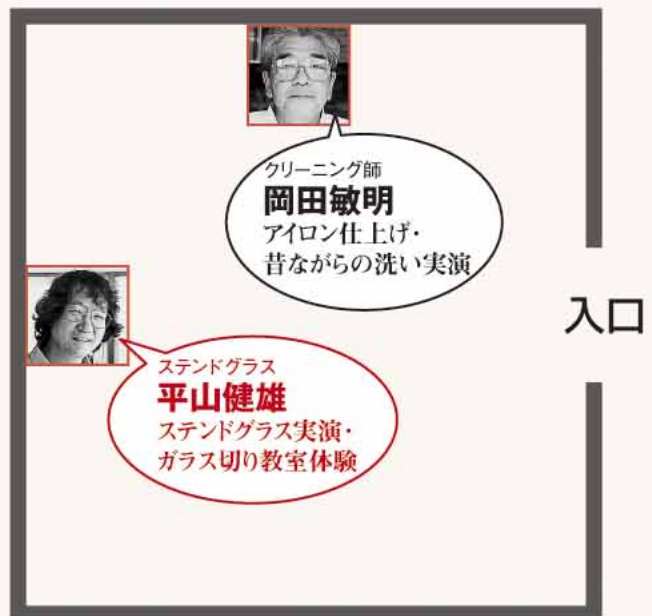 クリーニング師
岡田敏明
アイロン仕上げ・
昔ながらの洗い実演
入口
ステンドグラス
平山健雄
ステンドグラス実演・
ガラス切り教室体験